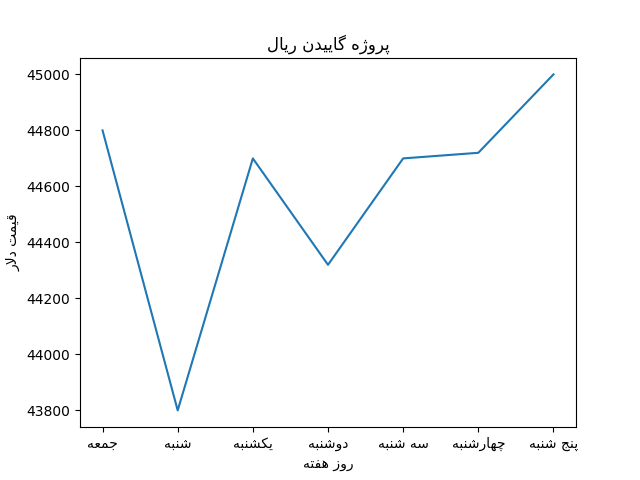 پروژه گاییدن ریال
45000
44800
44600
44400
44200
44000
43800
قیمت دلار
جمعه شنبه یکشنبه دوشنبه سه شنبه چهارشنبه پنج شنبه
روز هفته